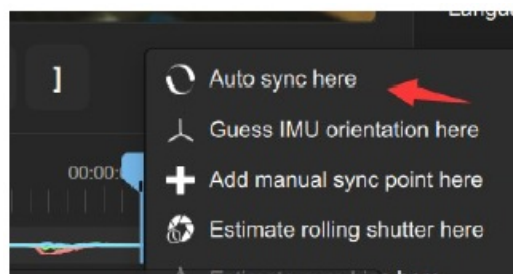 Auto sync here
]
Guess IMU orientation here
00:00:
Add manual sync point here
Estimate rolling shutter here